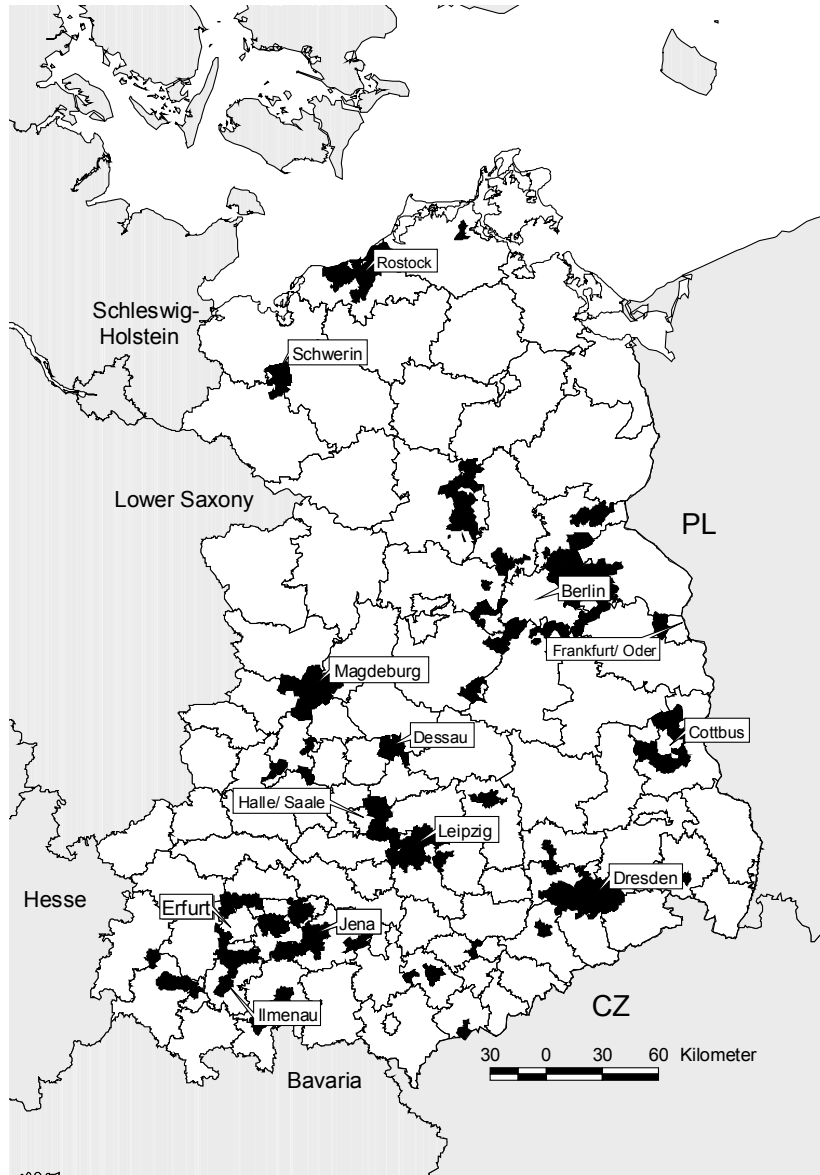 Rostock
Schleswig-
Holstein
Schwerin
Lower Saxony
PL
Berlin
Frankfurt/ Oder
Magdeburg
Cottbus
Dessau
Halle/ Saale
Leipzig
Dresden
Hesse
Erfurt
Jena
Ilmenau
CZ
30 0 30 60 Kilometer
Bavaria